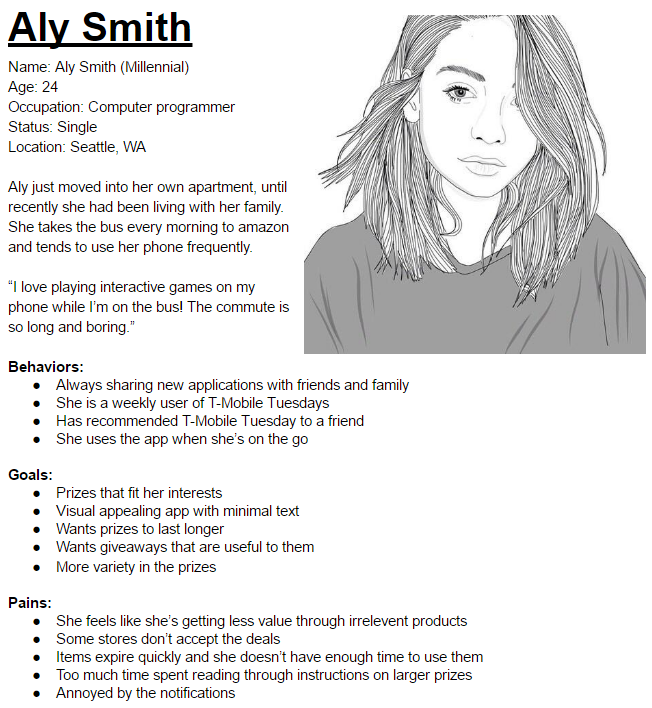 Aly Smith
Name: Aly Smith (Millennial)
Age: 24
Occupation: Computer programmer
Status: Single
Location: Seattle, WA
Aly just moved into her own apartment, until
recently she had been living with her family.
She takes the bus every morning to amazon
and tends to use her phone frequently.
“I love playing interactive games on my
phone while I’m on the bus! The commute is
so long and boring.”
Behaviors:
● Always sharing new applications with friends and family
● She is a weekly user of T-Mobile Tuesdays
● Has recommended T-Mobile Tuesday to a friend
● She uses the app when she’s on the go
Goals:
● Prizes that fit her interests
● Visual appealing app with minimal text
● Wants prizes to last longer
● Wants giveaways that are useful to them
● More variety in the prizes
Pains:
● She feels like she’s getting less value through irrelevent products
● Some stores don’t accept the deals
● Items expire quickly and she doesn’t have enough time to use them
● Too much time spent reading through instructions on larger prizes
● Annoyed by the notifications